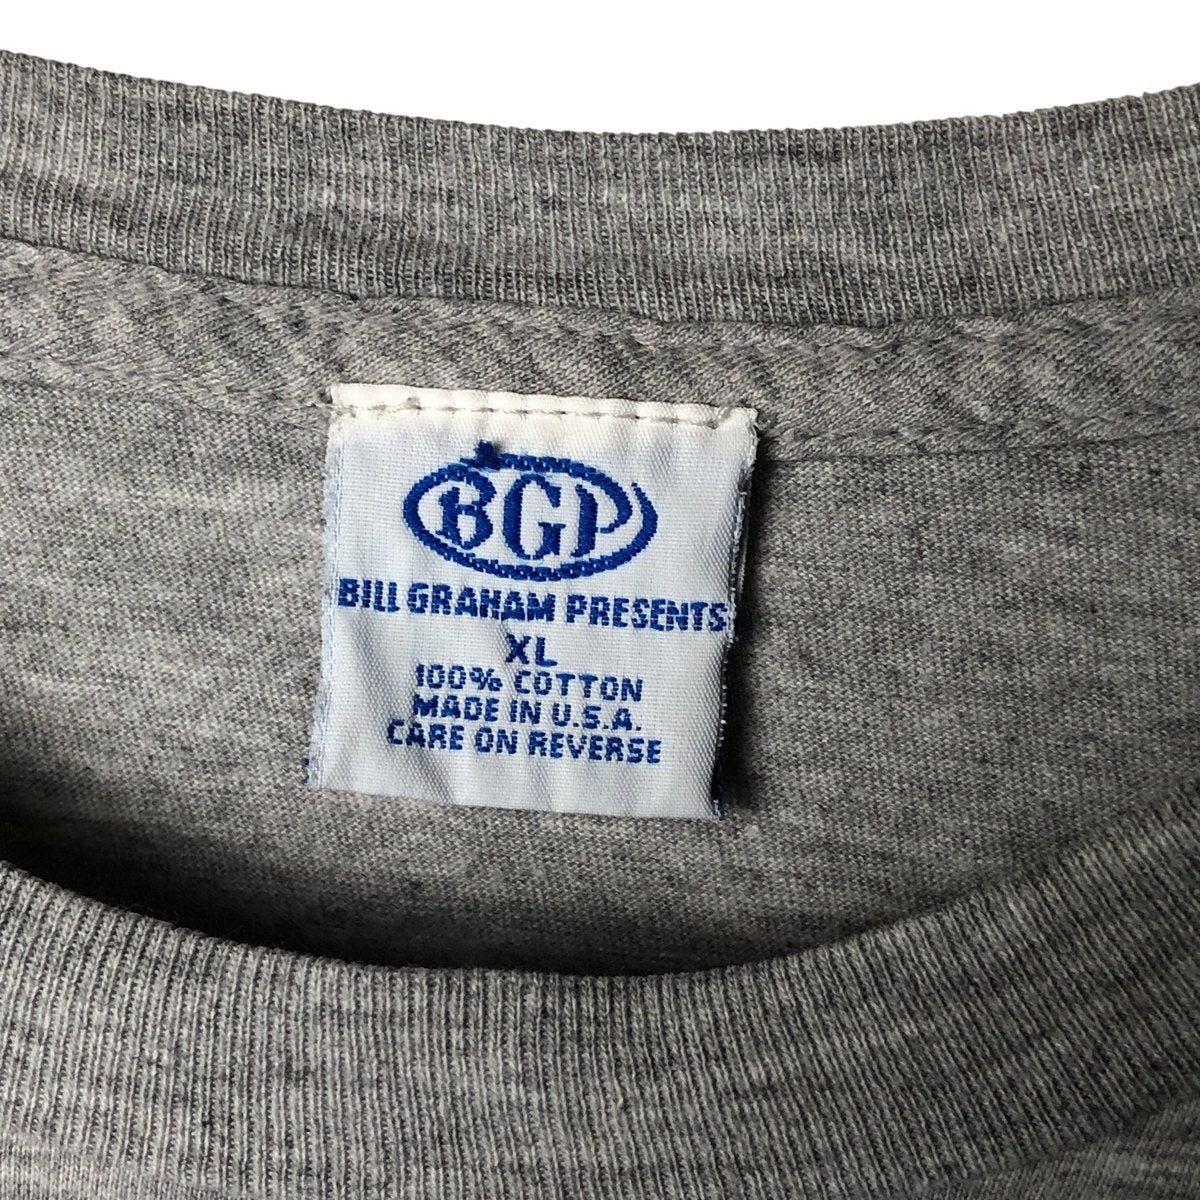 BGP
BILL GRAHAM PRESENTS
XL
100% COTTON
MADE IN U.S.A.
CARE ON REVERSE